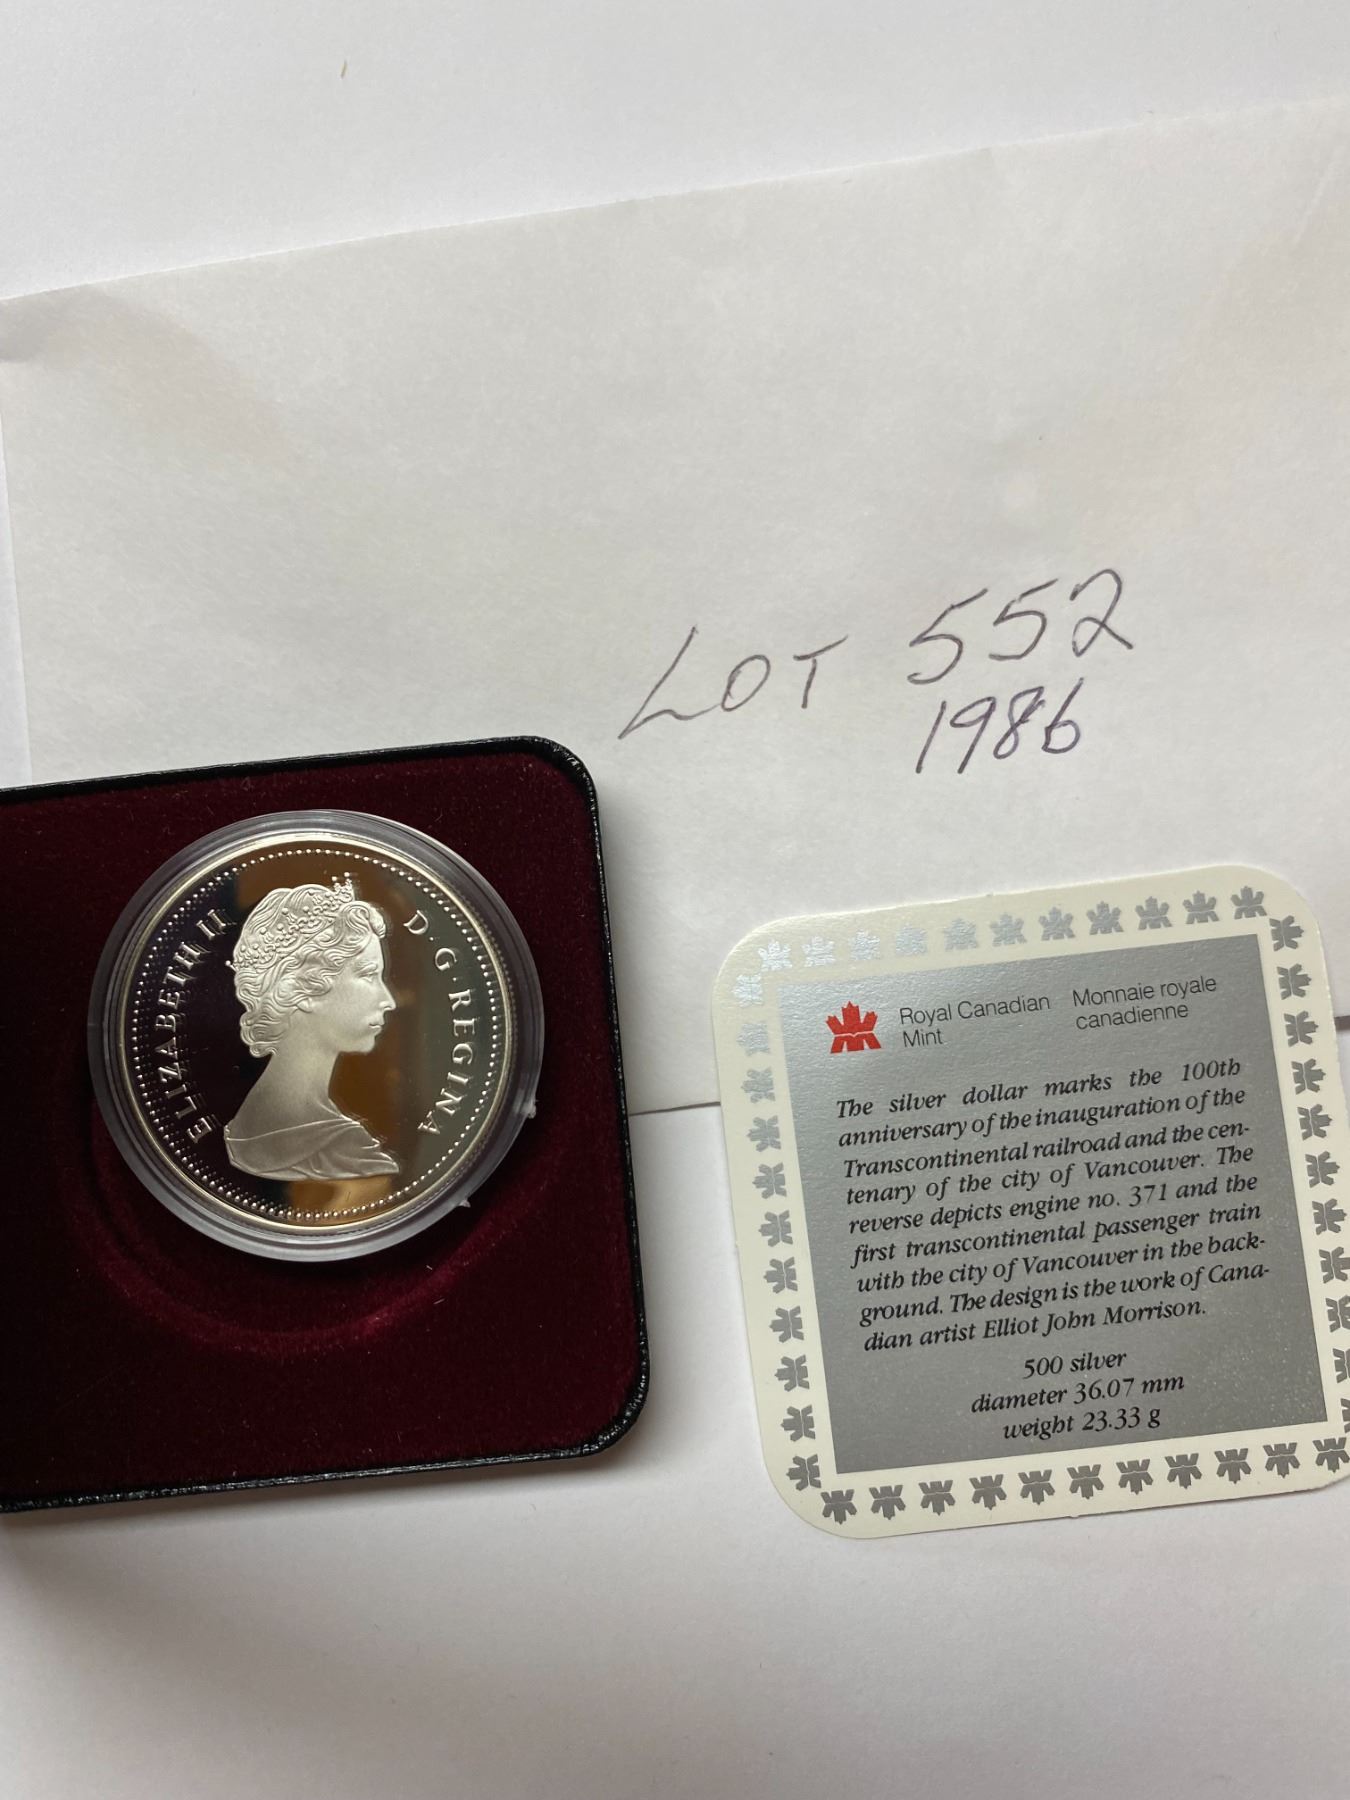 LOT 552
1986
ELIZABETH II D·G·REGINA
Royal Canadian
Mint
Monnaie royale
canadienne
The silver dollar marks the 100th
anniversary of the inauguration of the
Transcontinental railroad and the cen-
tenary of the city of Vancouver. The
reverse depicts engine no. 371 and the
first transcontinental passenger train
with the city of Vancouver in the back-
ground. The design is the work of Cana-
dian artist Elliot John Morrison.
500 silver
diameter 36.07 mm
weight 23.33 g